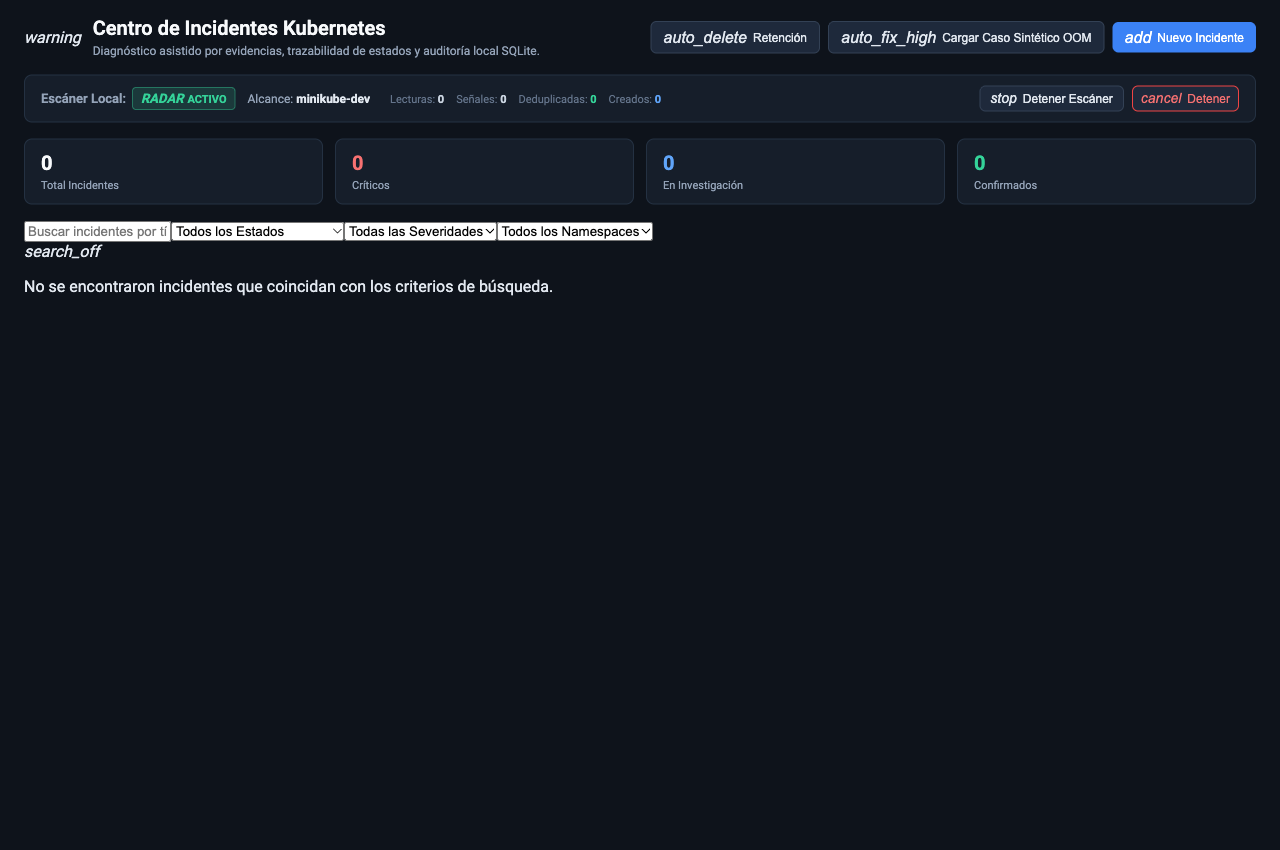 warning Centro de Incidentes Kubernetes
Diagnóstico asistido por evidencias, trazabilidad de estados y auditoría local SQLite.
auto_delete Retención
auto_fix_high Cargar Caso Sintético OOM
add Nuevo Incidente
Escáner Local: RADAR ACTIVO Alcance: minikube-dev Lecturas: 0 Señales: 0 Deduplicadas: 0 Creados: 0
stop Detener Escáner
cancel Detener
0
Total Incidentes
0
Críticos
0
En Investigación
0
Confirmados
Buscar incidentes por tí
Todos los Estados
Todas las Severidades
Todos los Namespaces
search_off
No se encontraron incidentes que coincidan con los criterios de búsqueda.